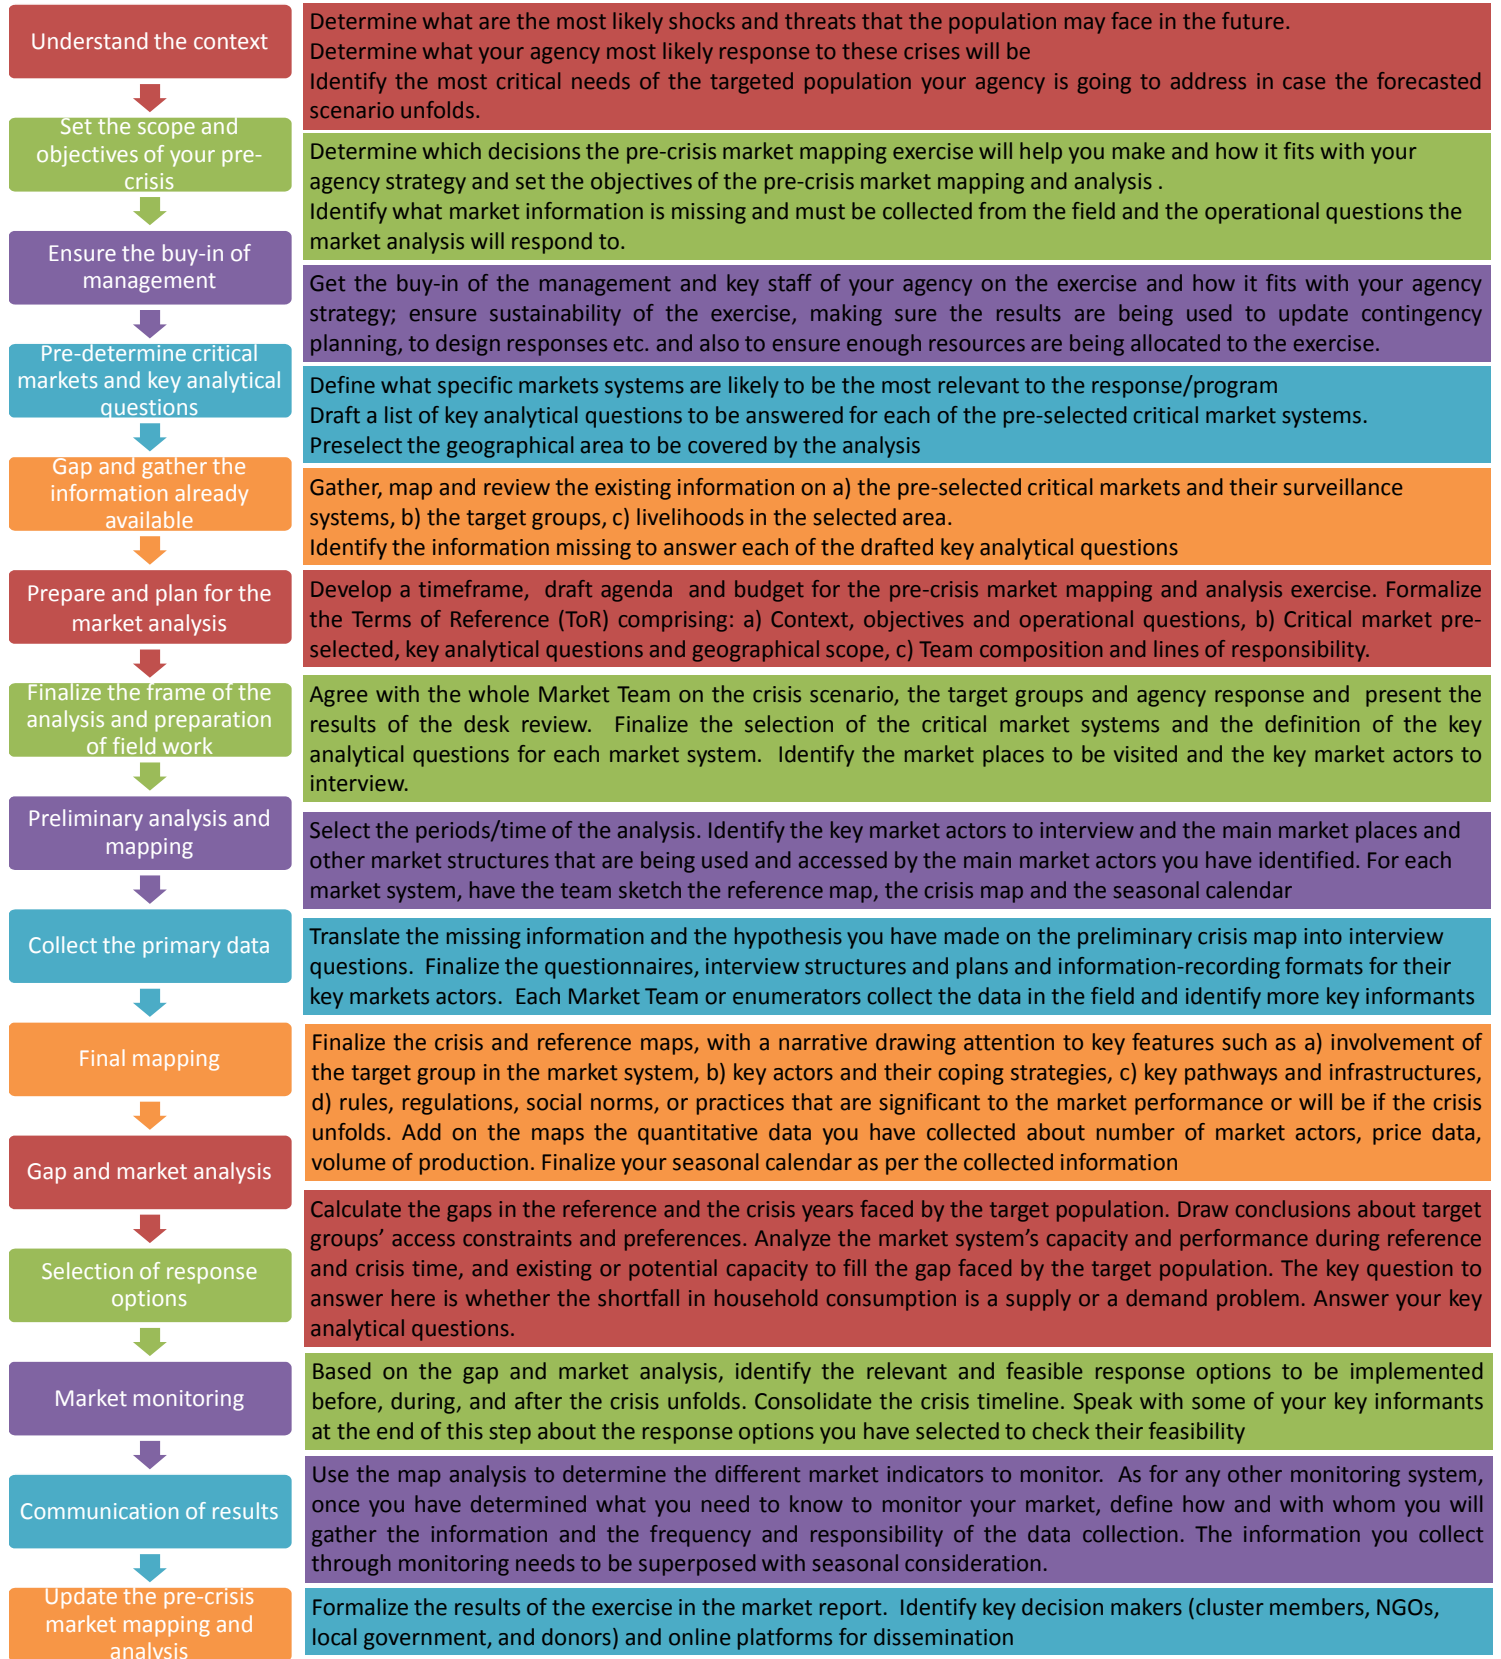 Understand the context
Determine what are the most likely shocks and threats that the population may face in the future.
Determine what your agency most likely response to these crises will be
Identify the most critical needs of the targeted population your agency is going to address in case the forecasted
scenario unfolds.
Set the scope and
objectives of your pre-
crisis
Determine which decisions the pre-crisis market mapping exercise will help you make and how it fits with your
agency strategy and set the objectives of the pre-crisis market mapping and analysis .
Identify what market information is missing and must be collected from the field and the operational questions the
market analysis will respond to.
Ensure the buy-in of
management
Get the buy-in of the management and key staff of your agency on the exercise and how it fits with your agency
strategy; ensure sustainability of the exercise, making sure the results are being used to update contingency
planning, to design responses etc. and also to ensure enough resources are being allocated to the exercise.
Pre-determine critical
markets and key analytical
questions
Define what specific markets systems are likely to be the most relevant to the response/program
Draft a list of key analytical questions to be answered for each of the pre-selected critical market systems.
Preselect the geographical area to be covered by the analysis
Gap and gather the
information already
available
Gather, map and review the existing information on a) the pre-selected critical markets and their surveillance
systems, b) the target groups, c) livelihoods in the selected area.
Identify the information missing to answer each of the drafted key analytical questions
Prepare and plan for the
market analysis
Develop a timeframe, draft agenda and budget for the pre-crisis market mapping and analysis exercise. Formalize
the Terms of Reference (ToR) comprising: a) Context, objectives and operational questions, b) Critical market pre-
selected, key analytical questions and geographical scope, c) Team composition and lines of responsibility.
Finalize the frame of the
analysis and preparation
of field work
Agree with the whole Market Team on the crisis scenario, the target groups and agency response and present the
results of the desk review. Finalize the selection of the critical market systems and the definition of the key
analytical questions for each market system. Identify the market places to be visited and the key market actors to
interview.
Preliminary analysis and
mapping
Select the periods/time of the analysis. Identify the key market actors to interview and the main market places and
other market structures that are being used and accessed by the main market actors you have identified. For each
market system, have the team sketch the reference map, the crisis map and the seasonal calendar
Collect the primary data
Translate the missing information and the hypothesis you have made on the preliminary crisis map into interview
questions. Finalize the questionnaires, interview structures and plans and information-recording formats for their
key markets actors. Each Market Team or enumerators collect the data in the field and identify more key informants
Final mapping
Finalize the crisis and reference maps, with a narrative drawing attention to key features such as a) involvement of
the target group in the market system, b) key actors and their coping strategies, c) key pathways and infrastructures,
d) rules, regulations, social norms, or practices that are significant to the market performance or will be if the crisis
unfolds. Add on the maps the quantitative data you have collected about number of market actors, price data,
volume of production. Finalize your seasonal calendar as per the collected information
Gap and market analysis
Calculate the gaps in the reference and the crisis years faced by the target population. Draw conclusions about target
groups' access constraints and preferences. Analyze the market system's capacity and performance during reference
and crisis time, and existing or potential capacity to fill the gap faced by the target population. The key question to
answer here is whether the shortfall in household consumption is a supply or a demand problem. Answer your key
analytical questions.
Selection of response
options
Based on the gap and market analysis, identify the relevant and feasible response options to be implemented
before, during, and after the crisis unfolds. Consolidate the crisis timeline. Speak with some of your key informants
at the end of this step about the response options you have selected to check their feasibility
Market monitoring
Use the map analysis to determine the different market indicators to monitor. As for any other monitoring system,
once you have determined what you need to know to monitor your market, define how and with whom you will
gather the information and the frequency and responsibility of the data collection. The information you collect
through monitoring needs to be superposed with seasonal consideration.
Communication of results
Formalize the results of the exercise in the market report. Identify key decision makers (cluster members, NGOs,
local government, and donors) and online platforms for dissemination
Update the pre-crisis
market mapping and
analysis